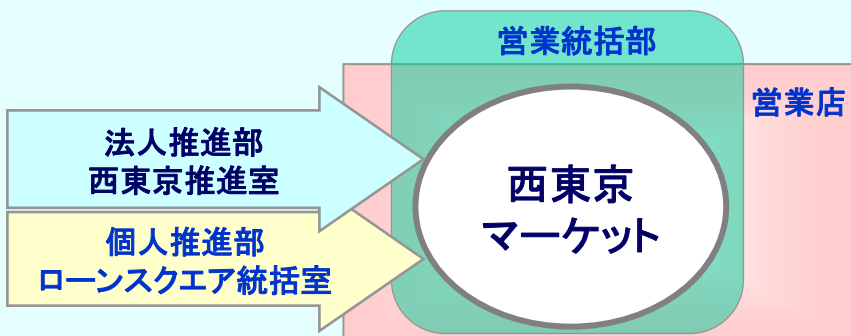 営業統括部
営業店
法人推進部
西東京推進室
西東京
マーケット
個人推進部
ローンスクエア統括室